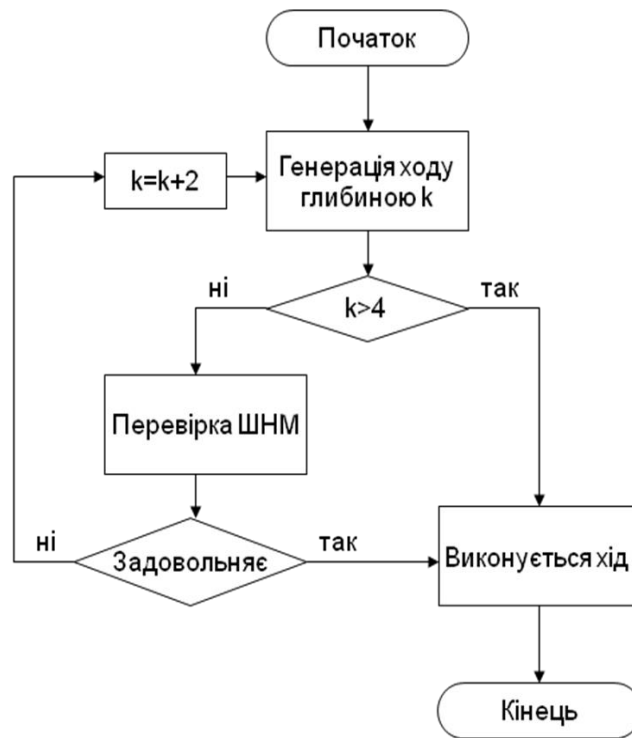 Початок
k=k+2
Генерація ходу
глибиною k
ні
так
k>4
Перевірка ШНМ
ні
Задовольняє
так
Виконується хід
Кінець